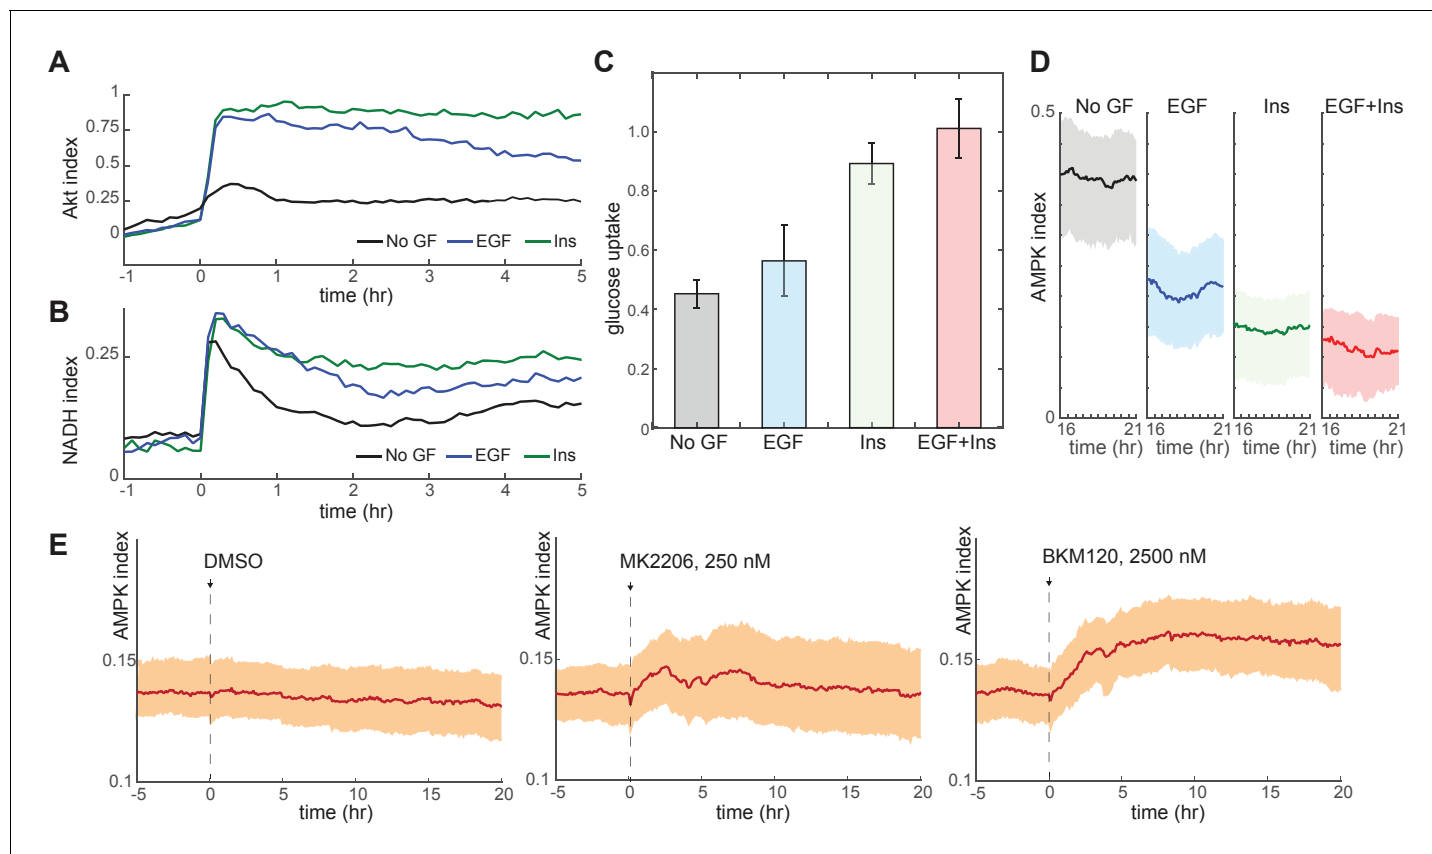 A
Akt index
1
0.75
0.5
0.25
0
No GF EGF Ins
-1 0 1 2 3 4 5
time (hr)
B
NADH index
0.25
0
No GF EGF Ins
-1 0 1 2 3 4 5
time (hr)
C
glucose uptake
1.0
0.8
0.6
0.4
0.2
0
No GF EGF Ins EGF+Ins
D
No GF EGF Ins EGF+Ins
AMPK index
0.5
0
16 21 16 21 16 21 16 21
time (hr) time (hr) time (hr) time (hr)
E
AMPK index
DMSO
0.15
0.1
-5 0 5 10 15 20
time (hr)
AMPK index
MK2206, 250 nM
0.15
0.1
-5 0 5 10 15 20
time (hr)
AMPK index
BKM120, 2500 nM
0.15
0.1
-5 0 5 10 15 20
time (hr)